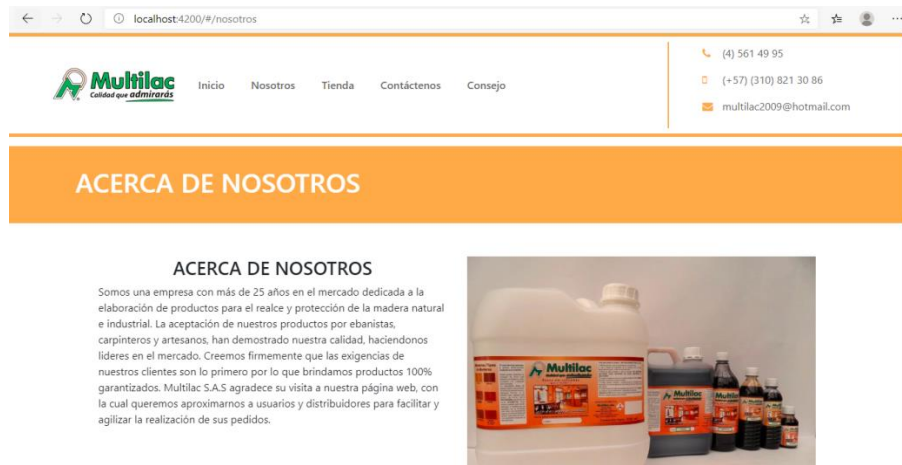 localhost:4200/#/nosotros
Multilac
Calidad que admirarás
Inicio Nosotros Tienda Contáctenos Consejo
(4) 561 49 95
(+57) (310) 821 30 86
multilac2009@hotmail.com
ACERCA DE NOSOTROS
ACERCA DE NOSOTROS
Somos una empresa con más de 25 años en el mercado dedicada a la
elaboración de productos para el realce y protección de la madera natural
e industrial. La aceptación de nuestros productos por ebanistas,
carpinteros y artesanos, han demostrado nuestra calidad, haciendonos
líderes en el mercado. Creemos firmemente que las exigencias de
nuestros clientes son lo primero por lo que brindamos productos 100%
garantizados. Multilac S.A.S agradece su visita a nuestra página web, con
la cual queremos aproximarnos a usuarios y distribuidores para facilitar y
agilizar la realización de sus pedidos.
Multilac
Multilac
Multilac